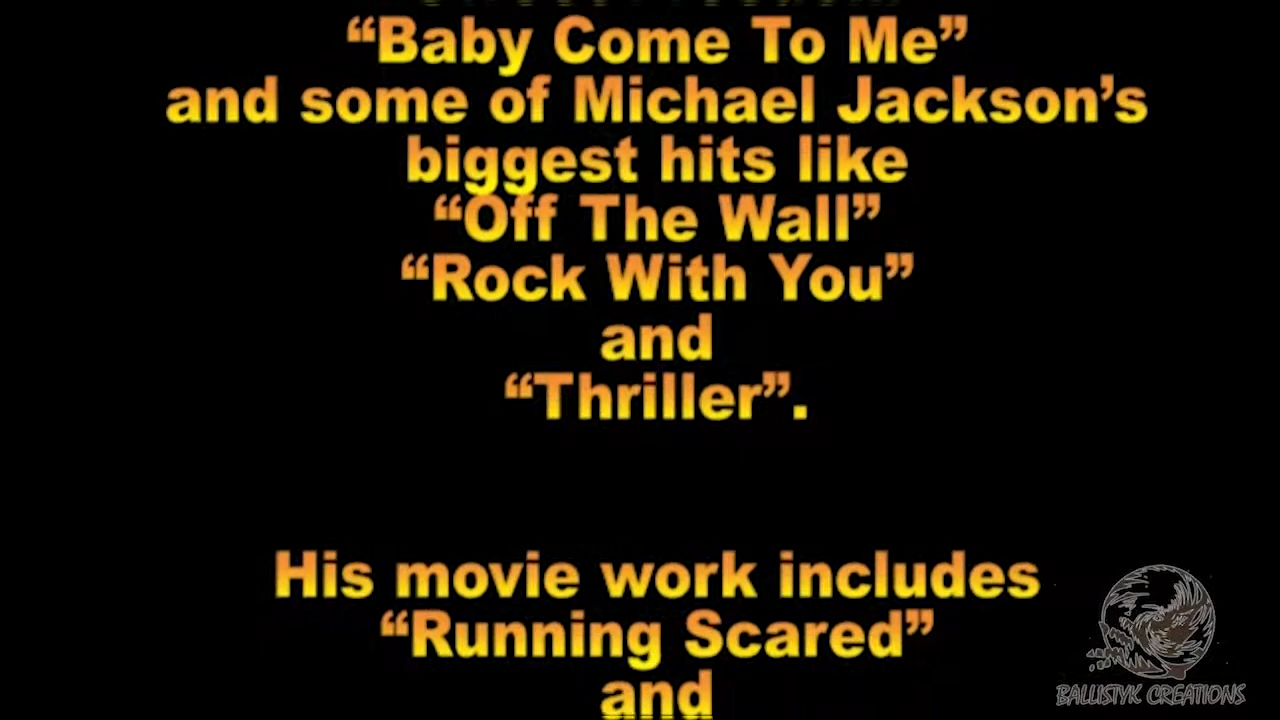 “Baby Come To Me”
and some of Michael Jackson’s
biggest hits like
“Off The Wall”
“Rock With You”
and
“Thriller”.
His movie work includes
“Running Scared”
and
BALLISTYK CREATIONS